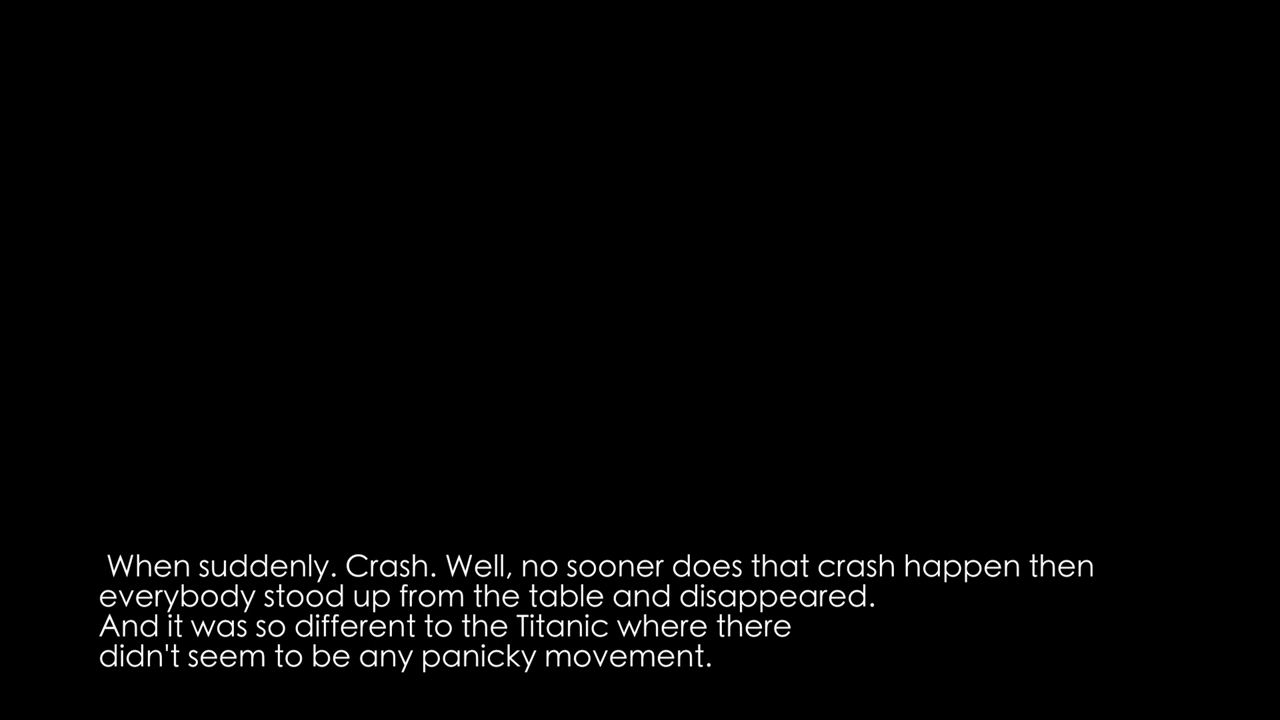 When suddenly. Crash. Well, no sooner does that crash happen then
everybody stood up from the table and disappeared.
And it was so different to the Titanic where there
didn't seem to be any panicky movement.